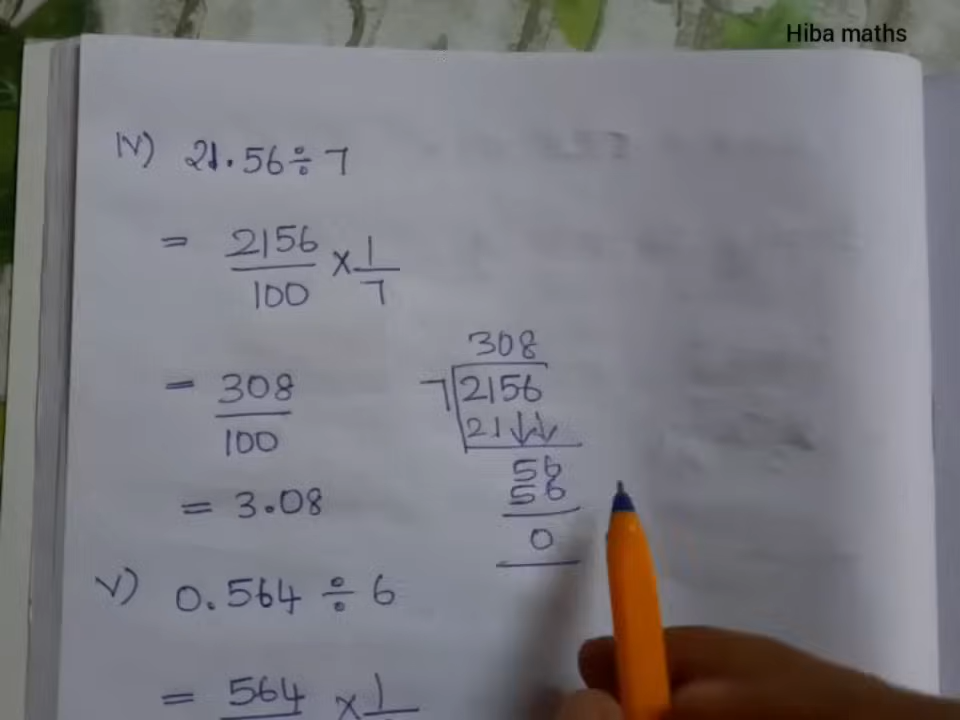 Hiba maths
IV) 21.56 ÷ 7
= 2156/100 × 1/7
= 308/100
308
7 2156
21↓↓
56
56
0
= 3.08
V) 0.564 ÷ 6
= 564 × 1